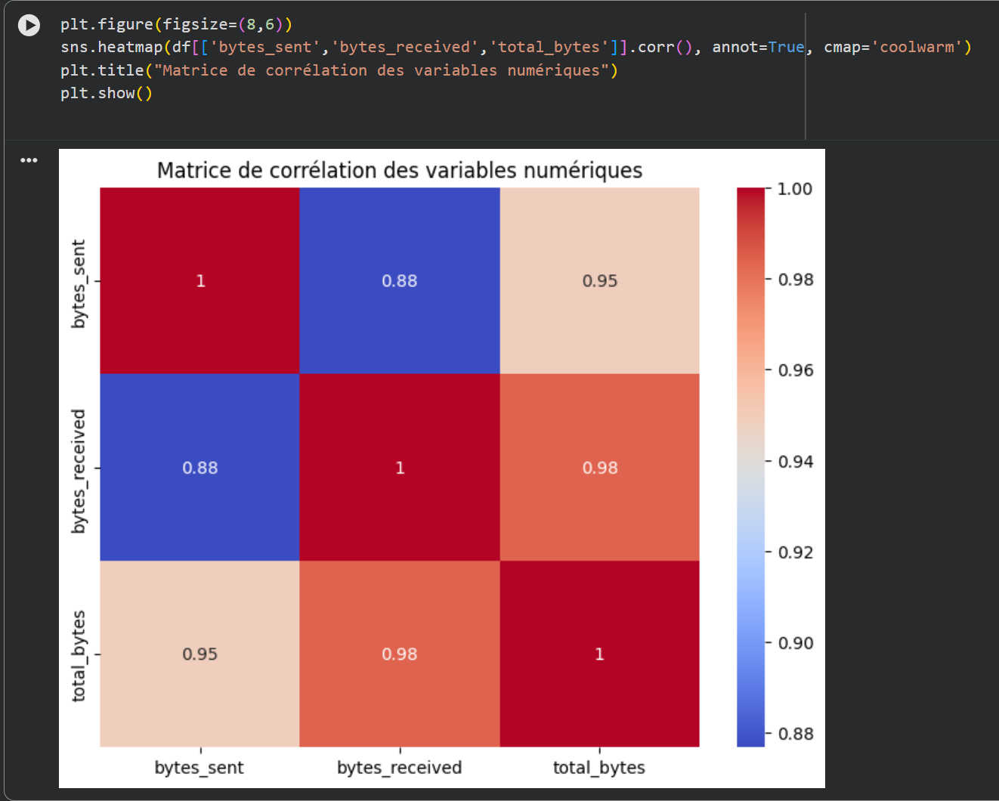 plt.figure(figsize=(8,6))
sns.heatmap(df[['bytes_sent','bytes_received','total_bytes']].corr(), annot=True, cmap='coolwarm')
plt.title("Matrice de corrélation des variables numériques")
plt.show()
Matrice de corrélation des variables numériques
bytes_sent
1
0.88
0.95
bytes_received
0.88
1
0.98
total_bytes
0.95
0.98
1
bytes_sent
bytes_received
total_bytes
1.00
0.98
0.96
0.94
0.92
0.90
0.88